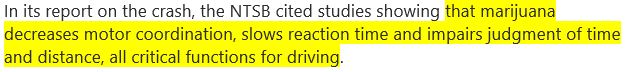 In its report on the crash, the NTSB cited studies showing that marijuana
decreases motor coordination, slows reaction time and impairs judgment of time
and distance, all critical functions for driving.